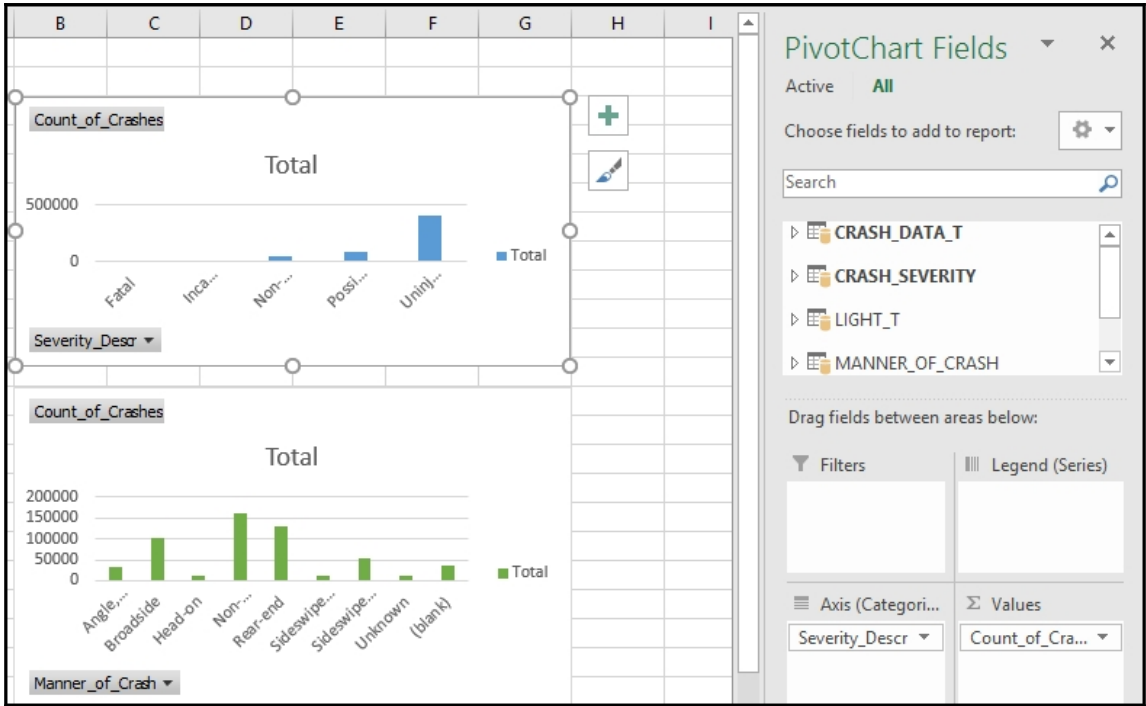 B C D E F G H I
Count_of_Crashes
Total
500000
0
Fatal Inca... Non-... Possi... Uninj...
Total
Severity_Descr
Count_of_Crashes
Total
200000
150000
100000
50000
0
Angle,... Broadside Head-on Non-... Rear-end Sideswipe... Sideswipe... Unknown (blank)
Total
Manner_of_Crash
PivotChart Fields
Active All
Choose fields to add to report:
Search
CRASH_DATA_T
CRASH_SEVERITY
LIGHT_T
MANNER_OF_CRASH
Drag fields between areas below:
Filters
Legend (Series)
Axis (Categori...
Σ Values
Severity_Descr
Count_of_Cra...